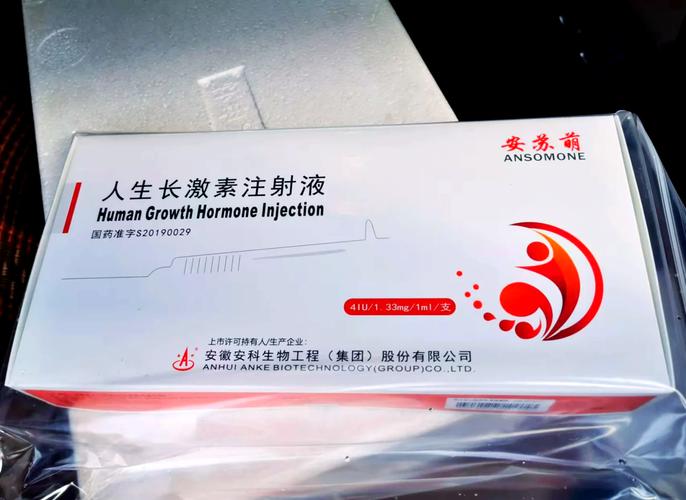 安苏萌
ANSOMONE
人生长激素注射液
Human Growth Hormone Injection
国药准字S20190029
4IU/1.33mg/1ml/支
上市许可持有人/生产企业:
安徽安科生物工程(集团)股份有限公司
ANHUI ANKE BIOTECHNOLOGY(GROUP)CO.,LTD.